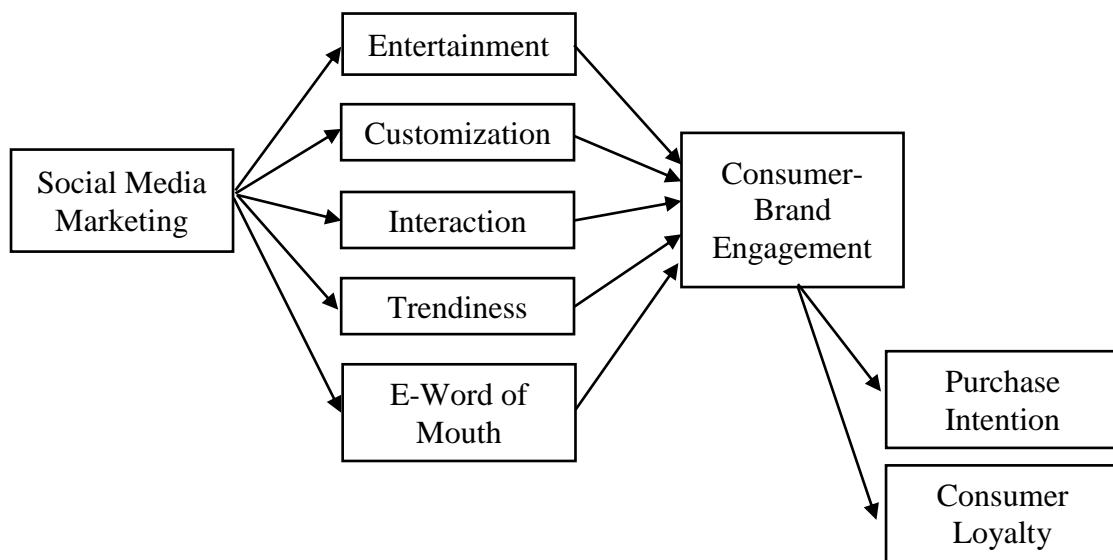 Entertainment
Customization
Social Media
Marketing
Interaction
Trendiness
E-Word of
Mouth
Consumer-
Brand
Engagement
Purchase
Intention
Consumer
Loyalty